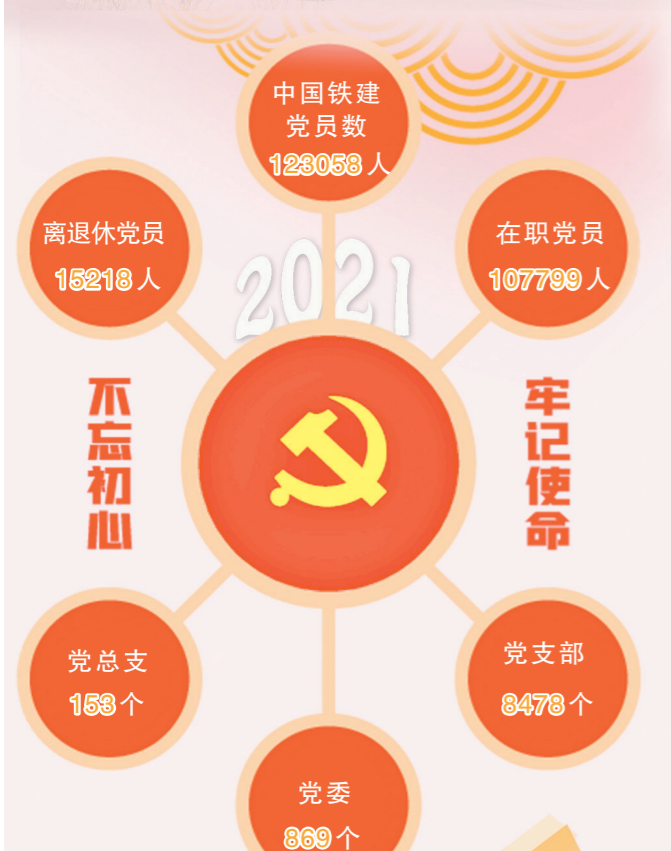 中国铁建
党员数
123058人
离退休党员
15218人
在职党员
107799人
2021
不忘初心
牢记使命
党总支
153个
党支部
8478个
党委
869个